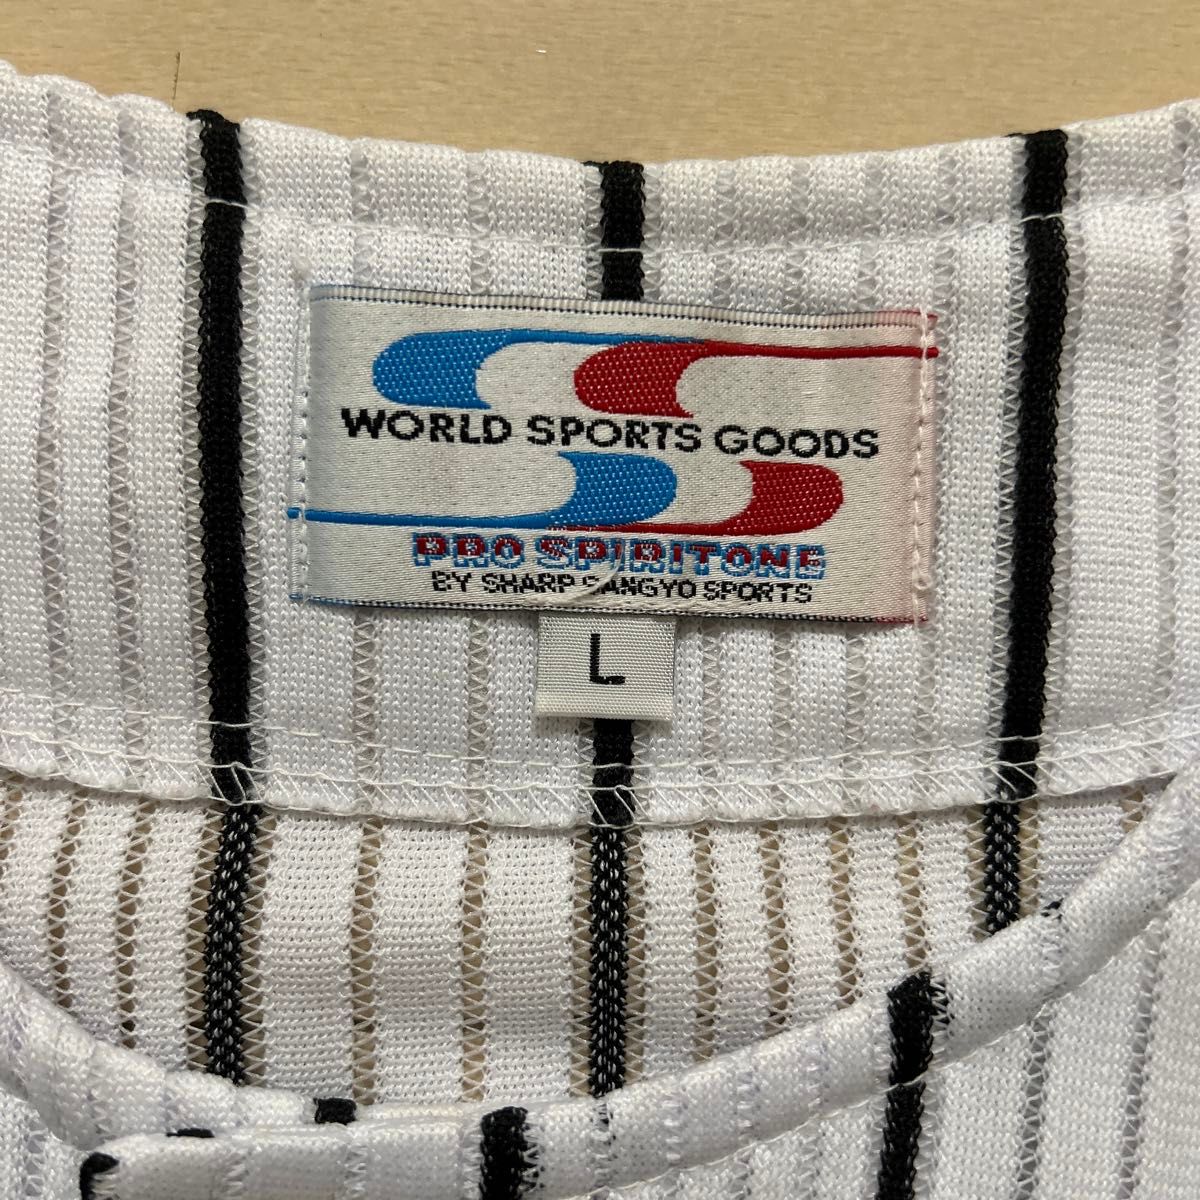 WORLD SPORTS GOODS
PRO SPIRITONE
BY SHARP SANGYO SPORTS
L